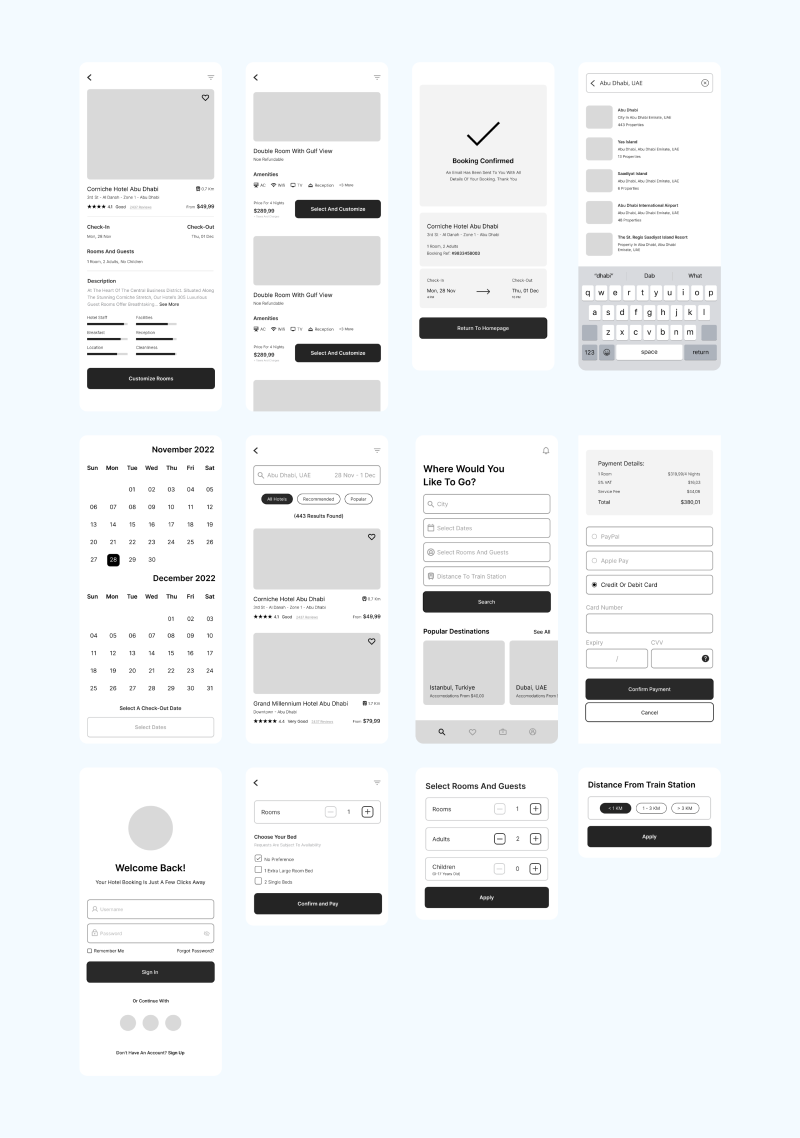 Corniche Hotel Abu Dhabi
0,7 Km
3rd St - Al Danah - Zone 1 - Abu Dhabi
4.1 Good
From $49,99
Check-In
Check-Out
Mon, 28 Nov
Thu, 01 Dec
Rooms And Guests
1 Room, 2 Adults, No Children
Description
At The Heart Of The Central Business District. Situated Along
The Stunning Corniche Stretch, Our Hotel's 305 Luxurious
Guest Rooms Offer Breathtaking ... See More
Hotel Staff
Facilities
Breakfast
Reception
Location
Cleanness
Customize Rooms
Double Room With Gulf View
Non Refundable
Amenities
AC
Wifi
TV
Reception
+3 More
Price For 4 Nights
$289,99
Select And Customize
Double Room With Gulf View
Non Refundable
Amenities
AC
Wifi
TV
Reception
+3 More
Price For 4 Nights
$289,99
Select And Customize
Booking Confirmed
An Email Has Been Sent To You With All
Details Of Your Booking. Thank You
Corniche Hotel Abu Dhabi
3rd St - Al Danah - Zone 1 - Abu Dhabi
1 Room, 2 Adults
Booking Ref: #9933458003
Check-In
Check-Out
Mon, 28 Nov
Thu, 01 Dec
Return To Homepage
Abu Dhabi, UAE
Abu Dhabi
City in Abu Dhabi Emirate, UAE
443 Properties
Yas Island
Abu Dhabi, Abu Dhabi Emirate, UAE
13 Properties
Saadiyat Island
Abu Dhabi, Abu Dhabi Emirate, UAE
6 Properties
Abu Dhabi International Airport
Abu Dhabi, Abu Dhabi Emirate, UAE
48 Properties
The St. Regis Saadiyat Island Resort
Property in Abu Dhabi, Abu Dhabi
Emirate, UAE
"dhabi"
Dab
What
q w e r t y u i o p
a s d f g h j k l
z x c v b n m
123
space
return
November 2022
Sun Mon Tue Wed Thu Fri Sat
01 02 03 04 05
06 07 08 09 10 11 12
13 14 15 16 17 18 19
20 21 22 23 24 25 26
27 28 29 30
December 2022
Sun Mon Tue Wed Thu Fri Sat
01 02 03
04 05 06 07 08 09 10
11 12 13 14 15 16 17
18 19 20 21 22 23 24
25 26 27 28 29 30 31
Select A Check-Out Date
Select Dates
Abu Dhabi, UAE
28 Nov - 1 Dec
All Hotels
Recommended
Popular
(443 Results Found)
Corniche Hotel Abu Dhabi
0,7 Km
3rd St - Al Danah - Zone 1 - Abu Dhabi
4.1 Good
From $49,99
Grand Millennium Hotel Abu Dhabi
Downtown - Abu Dhabi
4.4 Very Good
From $79,99
Where Would You
Like To Go?
City
Select Dates
Select Rooms And Guests
Distance To Train Station
Search
Popular Destinations
See All
Istanbul, Turkiye
Accomodations From $40,00
Dubai, UAE
Accomodations From $
Payment Details:
1 Room
$319,99/4 Nights
5% VAT
Service Fee
Total
$380,01
PayPal
Apple Pay
Credit Or Debit Card
Card Number
Expiry
CVV
/
?
Confirm Payment
Cancel
Welcome Back!
Your Hotel Booking Is Just A Few Clicks Away
Username
Password
Remember Me
Forgot Password?
Sign In
Or Continue With
Don't Have An Account? Sign Up
Rooms
1
Choose Your Bed
Requests Are Subject To Availability
No Preference
1 Extra Large Room Bed
2 Single Beds
Confirm and Pay
Select Rooms And Guests
Rooms
1
Adults
2
Children
0
(0-17 Years Old)
Apply
Distance From Train Station
< 1 KM
1 - 3 KM
> 3 KM
Apply